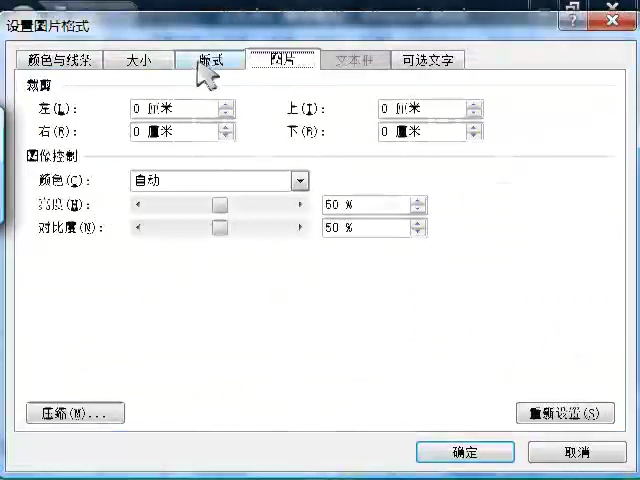 设置图片格式
颜色与线条 大小 版式 图片 文本框 可选文字
裁剪
左(L): 0 厘米 上(T): 0 厘米
右(R): 0 厘米 下(B): 0 厘米
图像控制
颜色(C): 自动
亮度(H): 50 %
对比度(N): 50 %
压缩(M)... 重新设置(S)
确定 取消